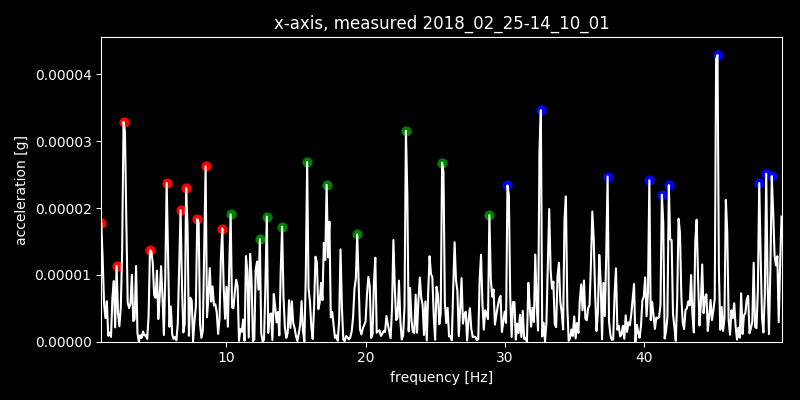 x-axis, measured 2018_02_25-14_10_01
acceleration [g]
0.00004
0.00003
0.00002
0.00001
0.00000
10 20 30 40
frequency [Hz]